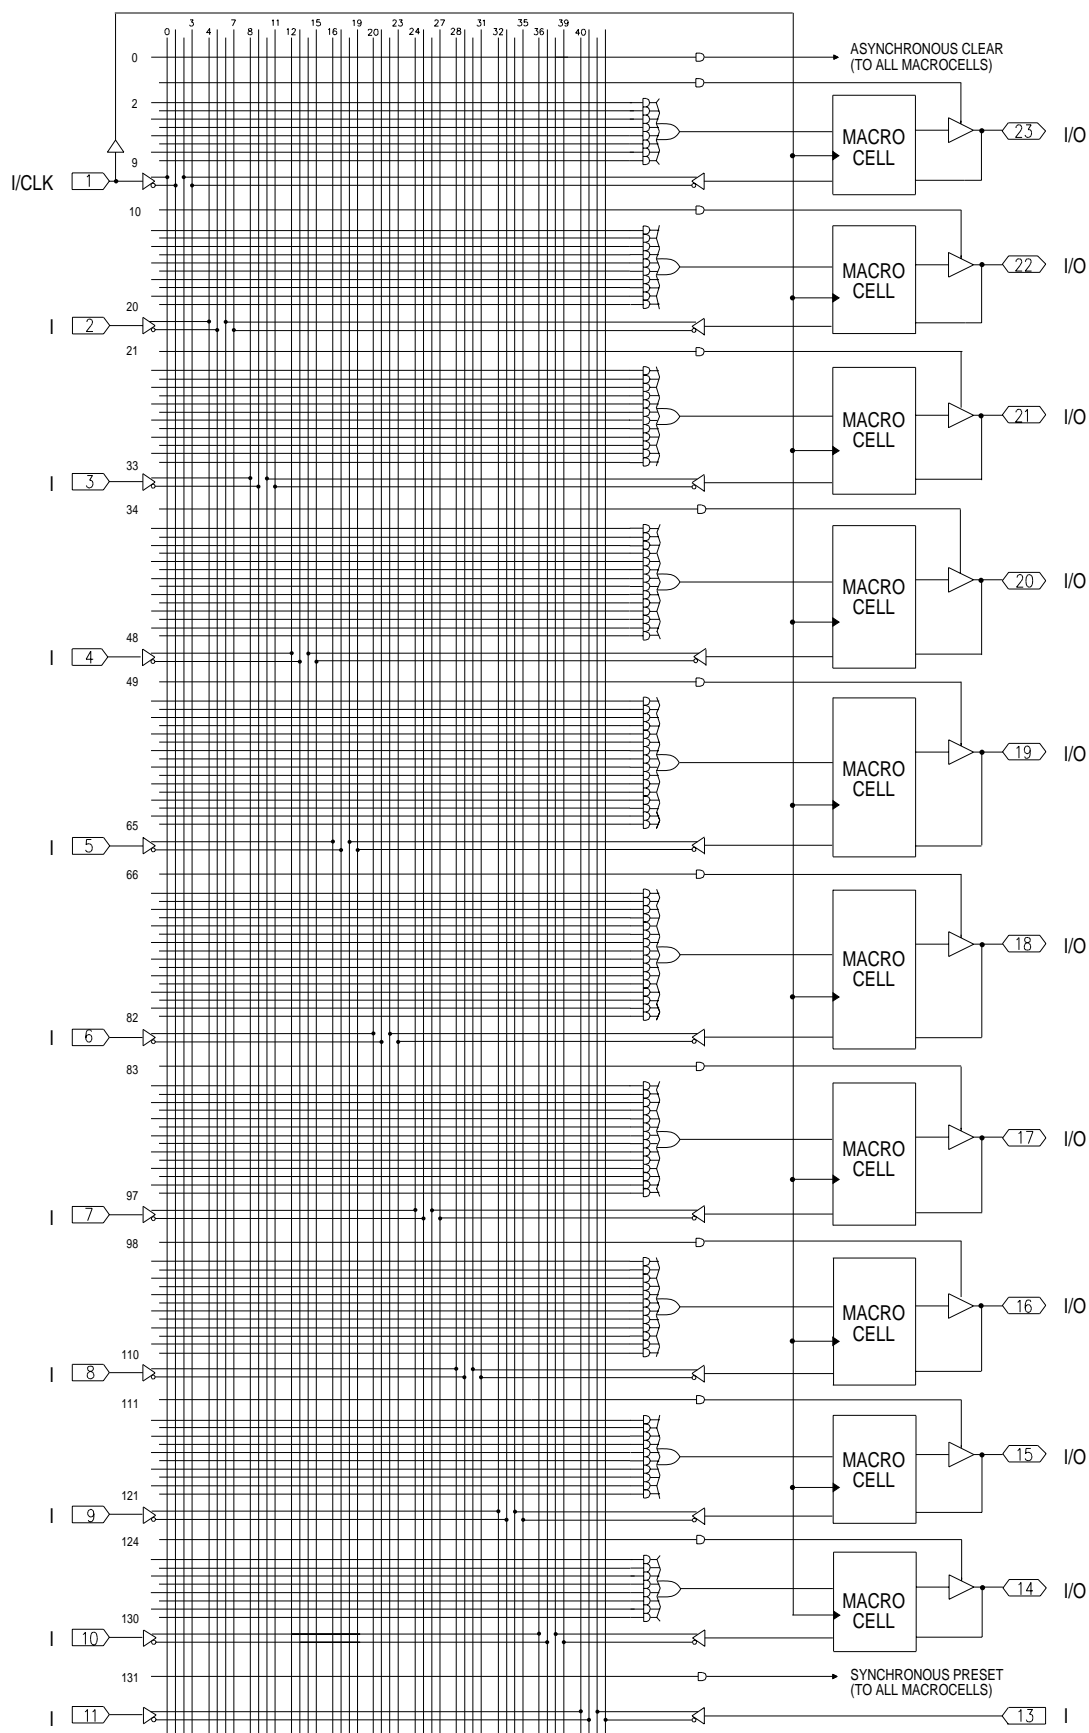 3 7 11 15 19 23 27 31 35 39
0 4 8 12 16 20 24 28 32 36 40
0
ASYNCHRONOUS CLEAR
(TO ALL MACROCELLS)
2
MACRO
CELL
23 I/O
9
I/CLK 1
10
MACRO
CELL
22 I/O
20
I 2
21
MACRO
CELL
21 I/O
33
I 3
34
MACRO
CELL
20 I/O
48
I 4
49
MACRO
CELL
19 I/O
65
I 5
66
MACRO
CELL
18 I/O
82
I 6
83
MACRO
CELL
17 I/O
97
I 7
98
MACRO
CELL
16 I/O
110
I 8
111
MACRO
CELL
15 I/O
121
I 9
124
MACRO
CELL
14 I/O
130
I 10
131
SYNCHRONOUS PRESET
(TO ALL MACROCELLS)
I 11 13 I